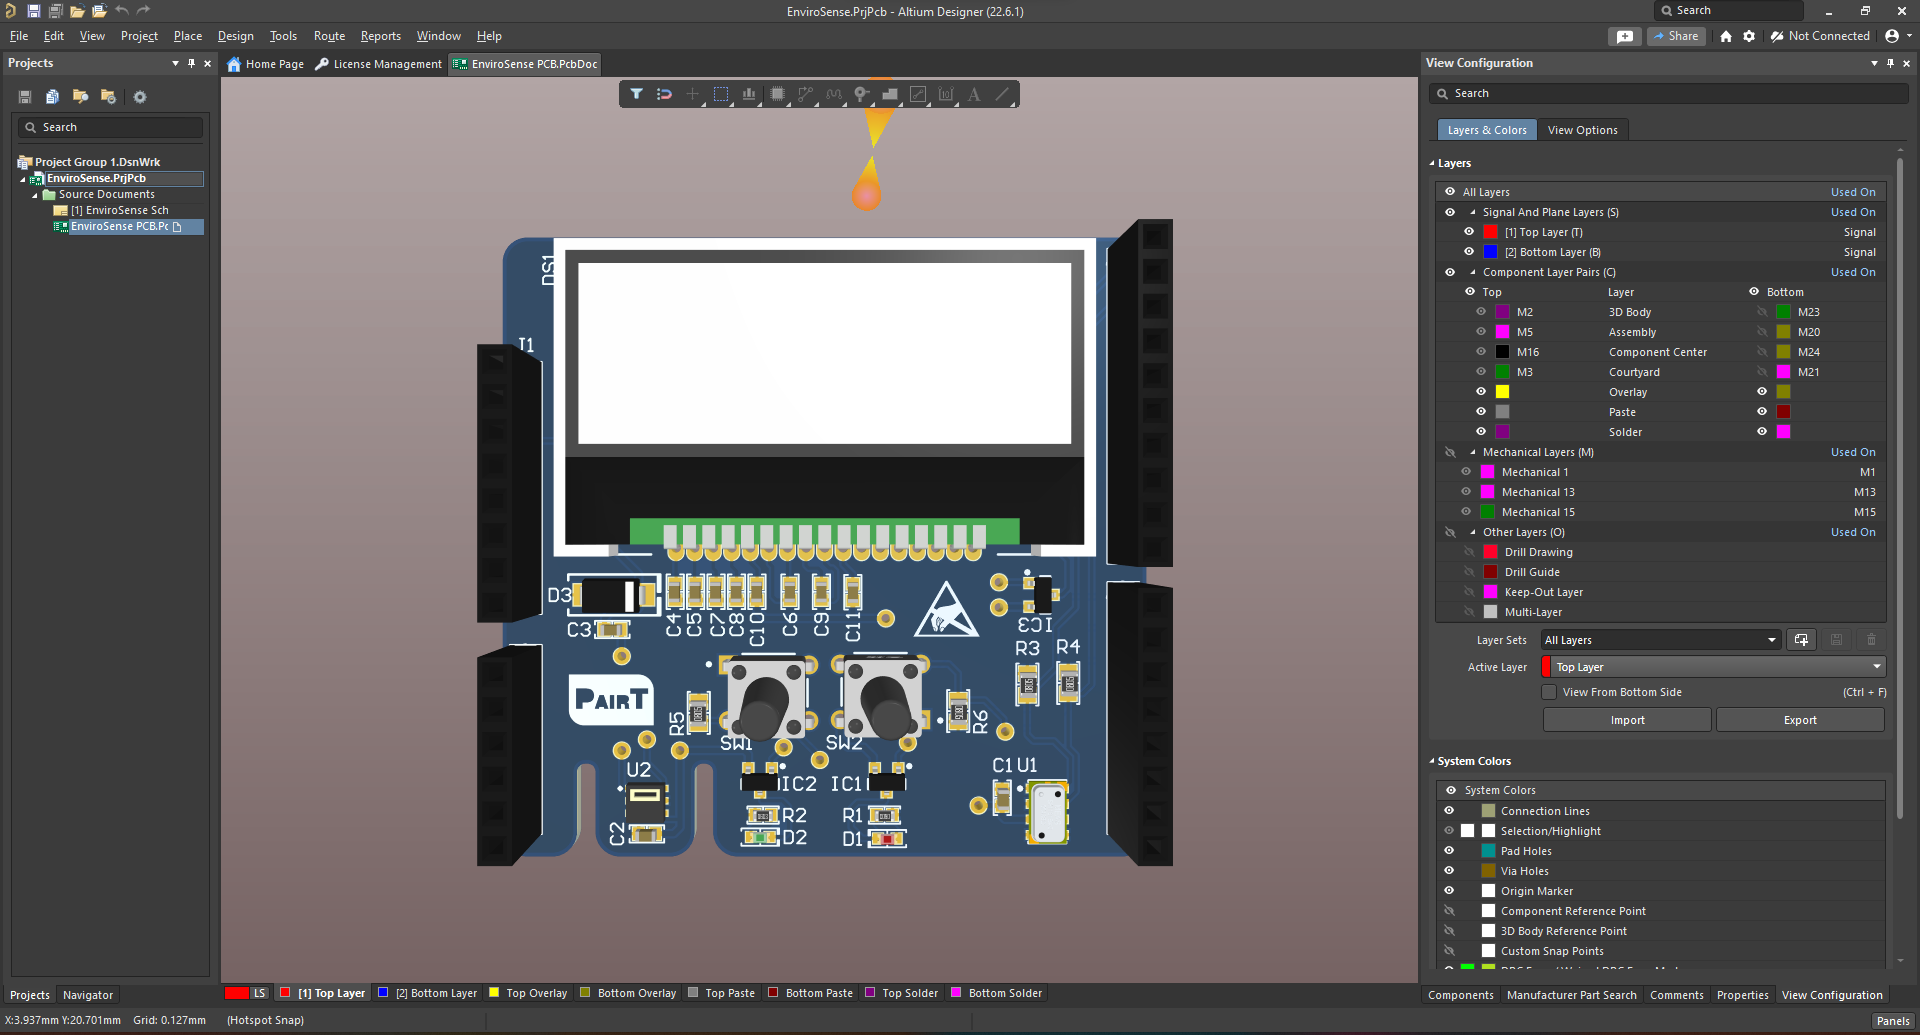 EnviroSense.PrjPcb - Altium Designer (22.6.1)
Search
File Edit View Project Place Design Tools Route Reports Window Help
Share
Not Connected
Projects
Home Page
License Management
EnviroSense PCB.PcbDoc
View Configuration
Search
Search
Project Group 1.DsnWrk
EnviroSense.PrjPcb
Source Documents
[1] EnviroSense Sch
EnviroSense PCB.Pc
DS1
J1
D3
C3
C4
C5
C7
C8
C10
C6
C9
C11
IC3
R3
R4
PAIRT
R5
SW1
SW2
R6
U2
C2
IC2
IC1
R2
D2
R1
D1
C1
U1
Layers & Colors
View Options
Layers
All Layers Used On
Signal And Plane Layers (S) Used On
[1] Top Layer (T) Signal
[2] Bottom Layer (B) Signal
Component Layer Pairs (C) Used On
Top Layer Bottom
M2 3D Body M23
M5 Assembly M20
M16 Component Center M24
M3 Courtyard M21
Overlay
Paste
Solder
Mechanical Layers (M) Used On
Mechanical 1 M1
Mechanical 13 M13
Mechanical 15 M15
Other Layers (O) Used On
Drill Drawing
Drill Guide
Keep-Out Layer
Multi-Layer
Layer Sets All Layers
Active Layer Top Layer
View From Bottom Side (Ctrl + F)
Import
Export
System Colors
System Colors
Connection Lines
Selection/Highlight
Pad Holes
Via Holes
Origin Marker
Component Reference Point
3D Body Reference Point
Custom Snap Points
Projects
Navigator
LS
[1] Top Layer
[2] Bottom Layer
Top Overlay
Bottom Overlay
Top Paste
Bottom Paste
Top Solder
Bottom Solder
Components
Manufacturer Part Search
Comments
Properties
View Configuration
X:3.937mm Y:20.701mm Grid: 0.127mm (Hotspot Snap)
Panels